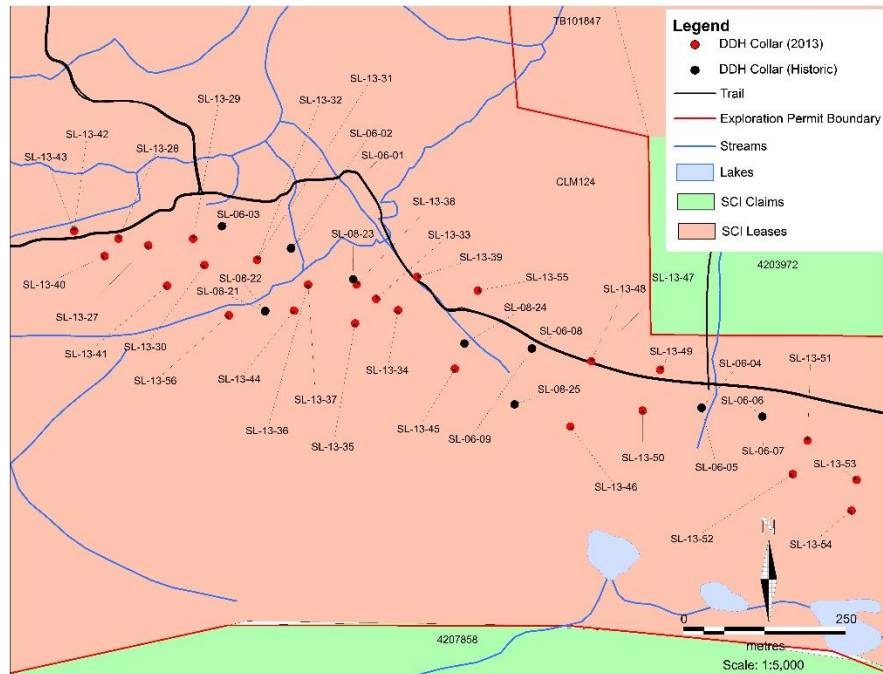 TB101847
Legend
DDH Collar (2013)
DDH Collar (Historic)
Trail
Exploration Permit Boundary
Streams
Lakes
SCI Claims
SCI Leases
SL-13-31
SL-13-32
SL-13-29
SL-06-02
SL-13-42
SL-13-43
SL-13-28
SL-06-01
CLM124
SL-13-38
SL-06-03
SL-08-23
SL-13-33
SL-13-39
4203972
SL-13-40
SL-08-22
SL-08-21
SL-13-55
SL-13-47
SL-13-48
SL-13-27
SL-08-24
SL-13-41
SL-13-30
SL-06-08
SL-13-49
SL-06-04
SL-13-51
SL-13-56
SL-13-44
SL-13-34
SL-13-37
SL-08-25
SL-06-06
SL-13-36
SL-13-35
SL-13-45
SL-06-09
SL-13-50
SL-06-05
SL-06-07
SL-13-53
SL-13-46
SL-13-52
SL-13-54
N
0
250
metres
Scale: 1:5,000
4207858